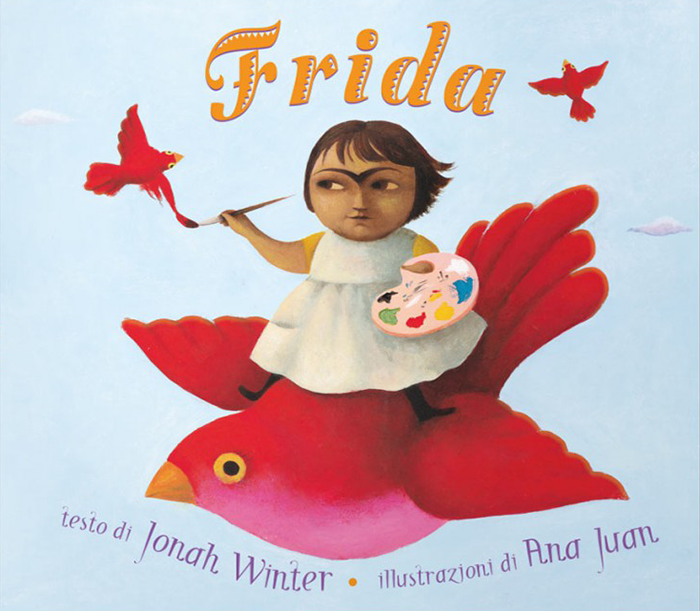 Frida
testo di Jonah Winter • illustrazioni di Ana Juan